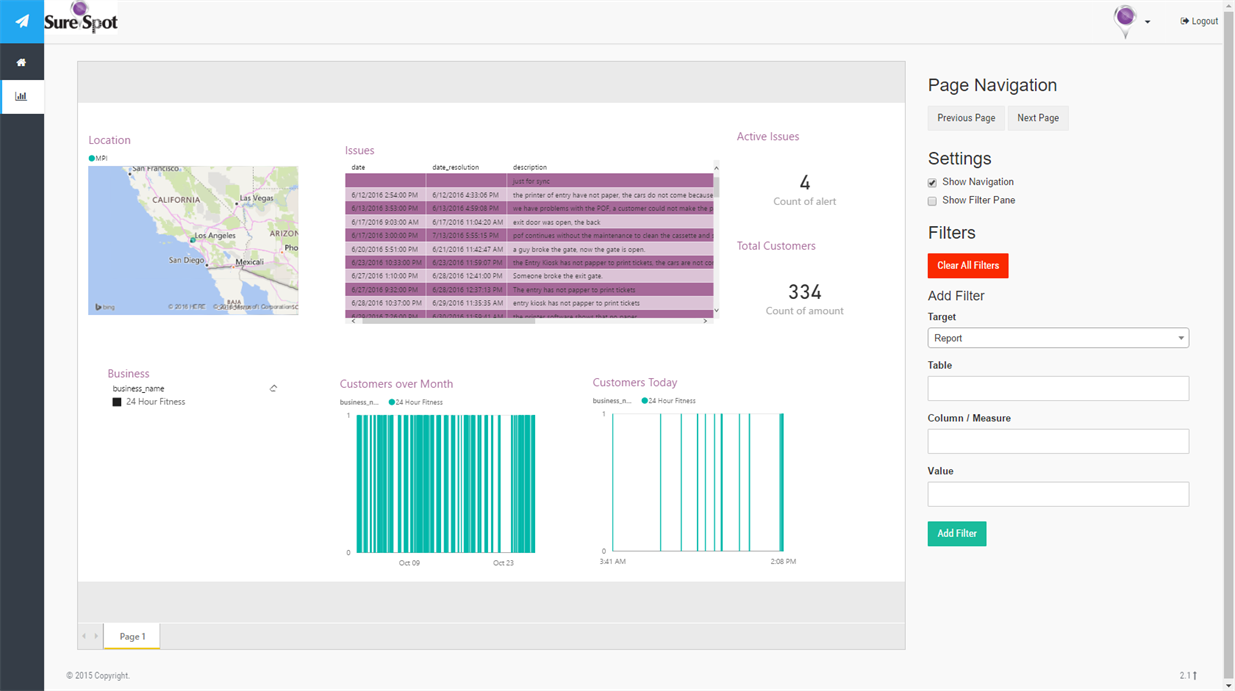 Sure Spot
Logout
Location
MPI
San Francisco
CALIFORNIA
Las Vegas
Los Angeles
ARIZON
Pho
San Diego
Mexicali
BAJA
bing
© 2016 HERE
Issues
date date_resolution description
just for sync
6/12/2016 2:54:00 PM 6/12/2016 4:33:06 PM the printer of entry have not paper. the cars do not come because
6/13/2016 3:53:00 PM 6/13/2016 4:59:08 PM we have problems with the POF, a customer could not make the p
6/17/2016 9:03:00 AM 6/17/2016 11:04:20 AM exit door was open. the back
6/17/2016 3:00:00 PM 7/13/2016 5:55:15 PM pof continues without the maintenance to clean the cassette and
6/20/2016 5:51:00 PM 6/21/2016 11:42:47 AM a guy broke the gate. now the gate is open.
6/23/2016 10:33:00 PM 6/23/2016 11:59:07 PM the Entry Kiosk has not papper to print tickets, the cars are not co
6/27/2016 1:10:00 PM 6/28/2016 12:41:00 PM Someone broke the exit gate.
6/27/2016 9:32:00 PM 6/28/2016 12:37:13 PM The entry has not papper to print tickets
6/28/2016 10:37:00 PM 6/29/2016 11:35:35 AM entry kiosk has not papper to print tickets
6/29/2016 7:26:00 PM 6/30/2016 11:59:41 AM the printer software shows that no paper
Active Issues
4
Count of alert
Total Customers
334
Count of amount
Business
business_name
24 Hour Fitness
Customers over Month
business_n... 24 Hour Fitness
1
0
Oct 09 Oct 23
Customers Today
business_n... 24 Hour Fitness
1
0
3:41 AM 2:08 PM
Page 1
Page Navigation
Previous Page Next Page
Settings
Show Navigation
Show Filter Pane
Filters
Clear All Filters
Add Filter
Target
Report
Table
Column / Measure
Value
Add Filter
© 2015 Copyright.
2.1